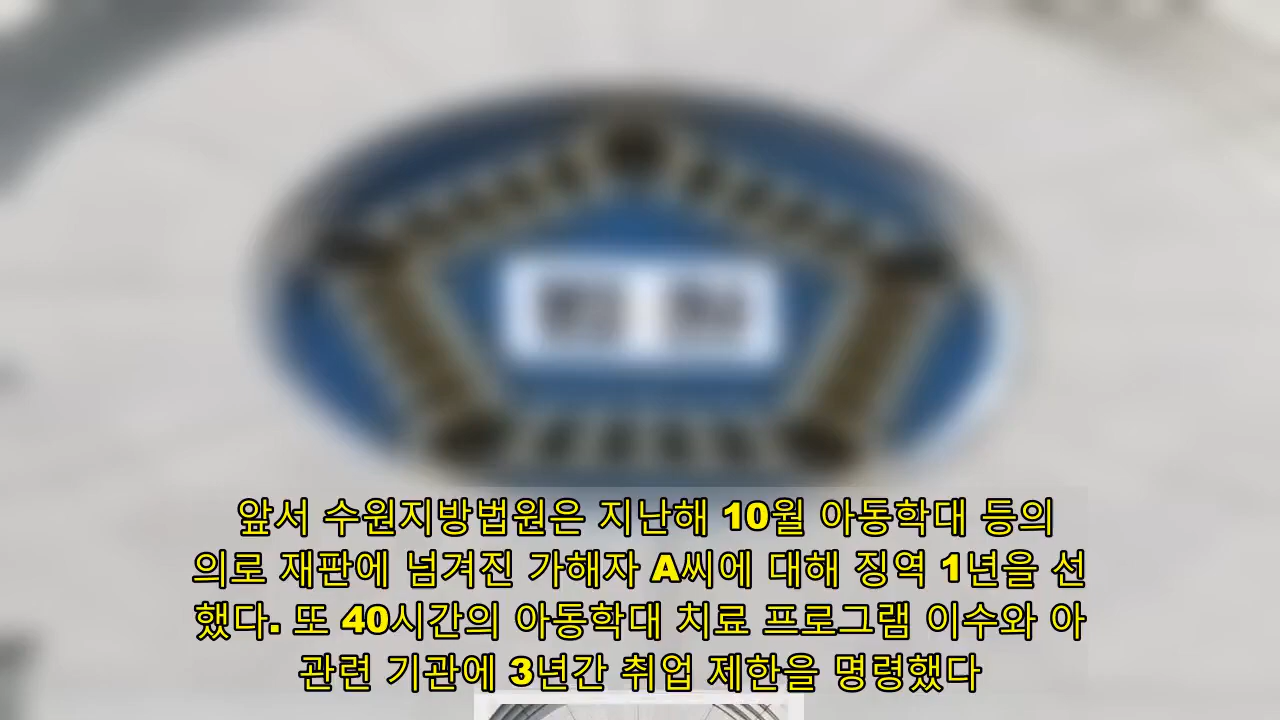 앞서 수원지방법원은 지난해 10월 아동학대 등의
의로 재판에 넘겨진 가해자 A씨에 대해 징역 1년을 선
했다. 또 40시간의 아동학대 치료 프로그램 이수와 아
관련 기관에 3년간 취업 제한을 명령했다